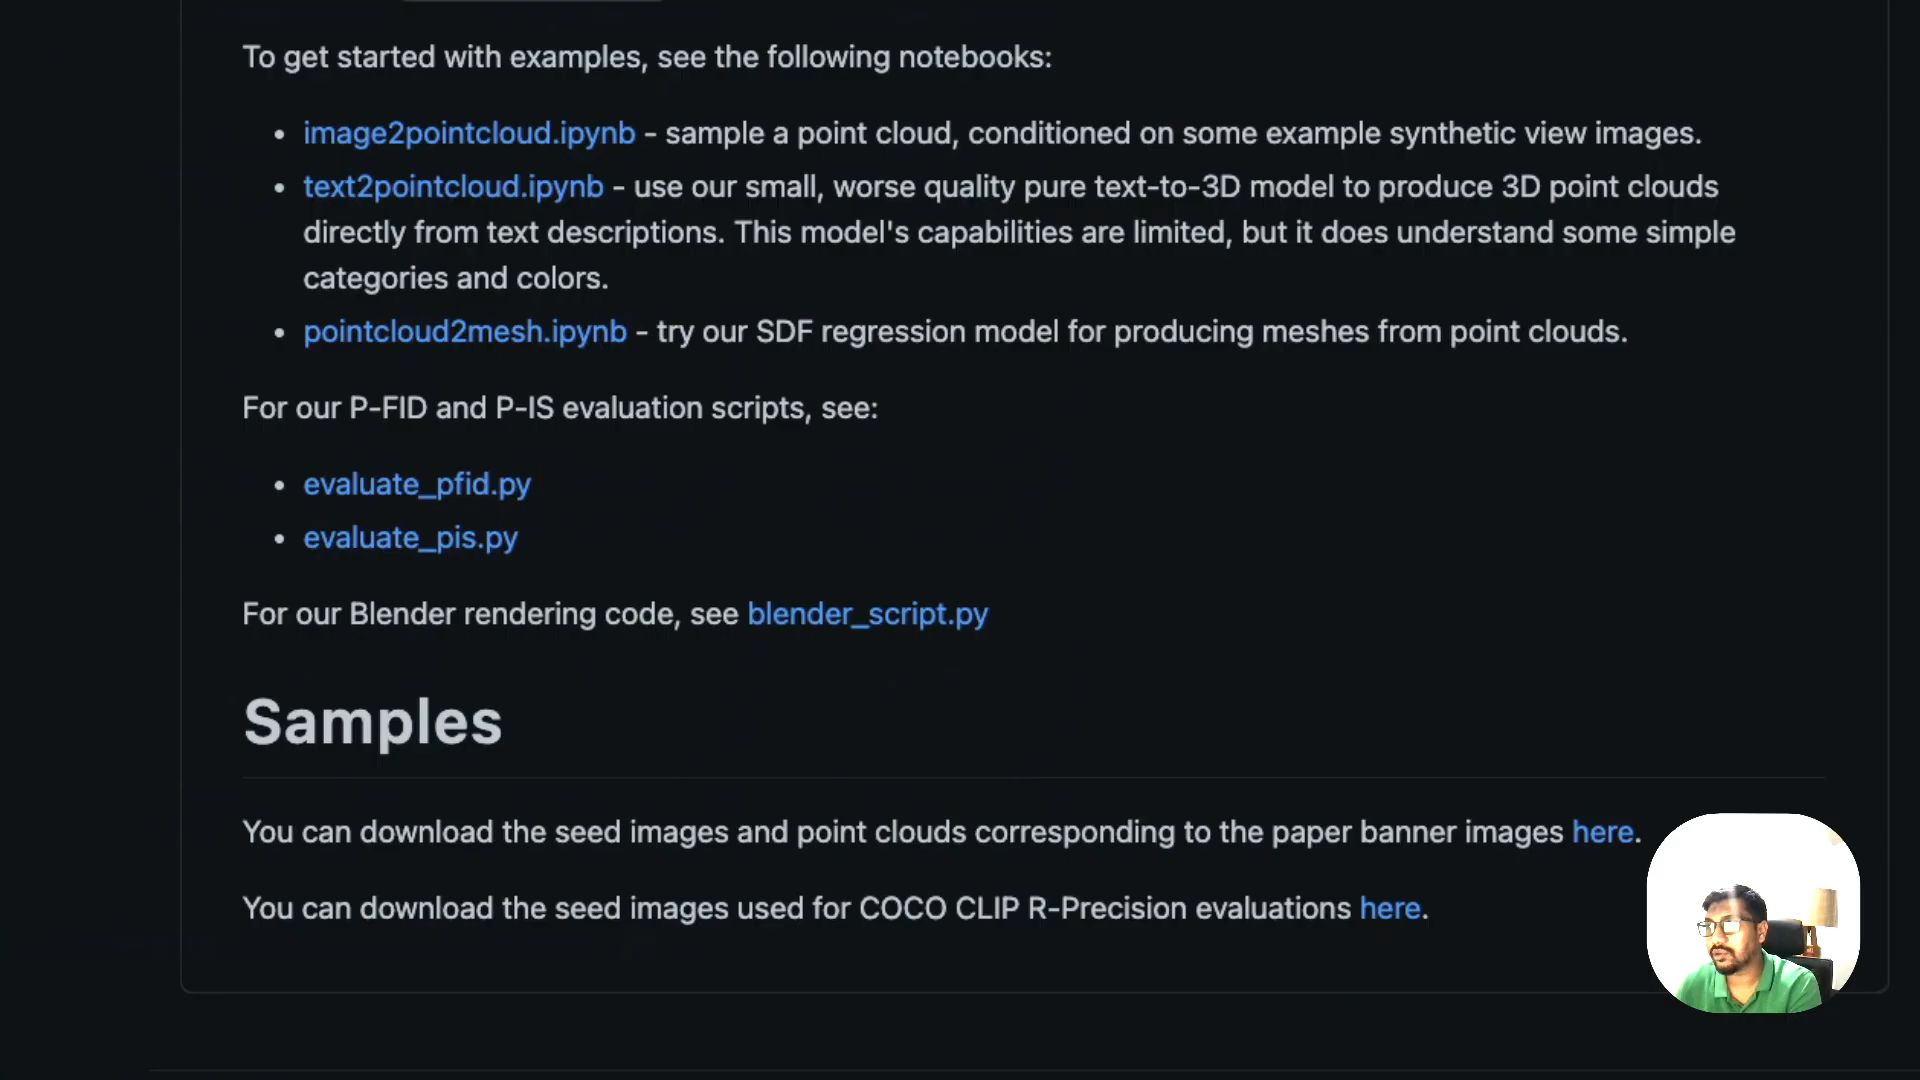 To get started with examples, see the following notebooks:
• image2pointcloud.ipynb - sample a point cloud, conditioned on some example synthetic view images.
• text2pointcloud.ipynb - use our small, worse quality pure text-to-3D model to produce 3D point clouds
directly from text descriptions. This model's capabilities are limited, but it does understand some simple
categories and colors.
• pointcloud2mesh.ipynb - try our SDF regression model for producing meshes from point clouds.
For our P-FID and P-IS evaluation scripts, see:
• evaluate_pfid.py
• evaluate_pis.py
For our Blender rendering code, see blender_script.py
Samples
You can download the seed images and point clouds corresponding to the paper banner images here.
You can download the seed images used for COCO CLIP R-Precision evaluations here.